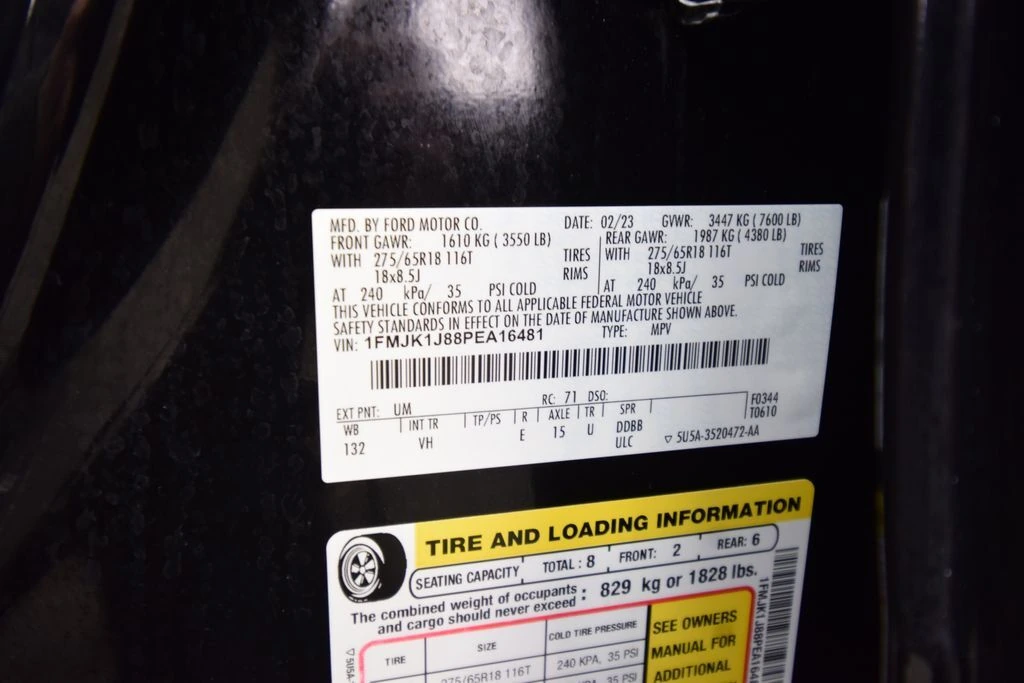 MFD. BY FORD MOTOR CO. DATE: 02/23 GVWR: 3447 KG ( 7600 LB)
FRONT GAWR: 1610 KG ( 3550 LB) REAR GAWR: 1987 KG ( 4380 LB)
WITH 275/65R18 116T TIRES WITH 275/65R18 116T TIRES
18x8.5J RIMS 18x8.5J RIMS
AT 240 kPa/ 35 PSI COLD AT 240 kPa/ 35 PSI COLD
THIS VEHICLE CONFORMS TO ALL APPLICABLE FEDERAL MOTOR VEHICLE
SAFETY STANDARDS IN EFFECT ON THE DATE OF MANUFACTURE SHOWN ABOVE.
VIN: 1FMJK1J88PEA16481 TYPE: MPV
EXT PNT: UM RC: 71 DSO: F0344
WB INT TR TP/PS R AXLE TR SPR T0610
132 VH E 15 U DDBB
ULC ▽ 5U5A-3520472-AA
TIRE AND LOADING INFORMATION
SEATING CAPACITY TOTAL : 8 FRONT: 2 REAR: 6
The combined weight of occupants : 829 kg or 1828 lbs.
and cargo should never exceed
TIRE SIZE COLD TIRE PRESSURE SEE OWNERS
275/65R18 116T 240 KPA, 35 PSI MANUAL FOR
35 PSI ADDITIONAL
1FMJK1J88PEA164
▽ 5U5A-